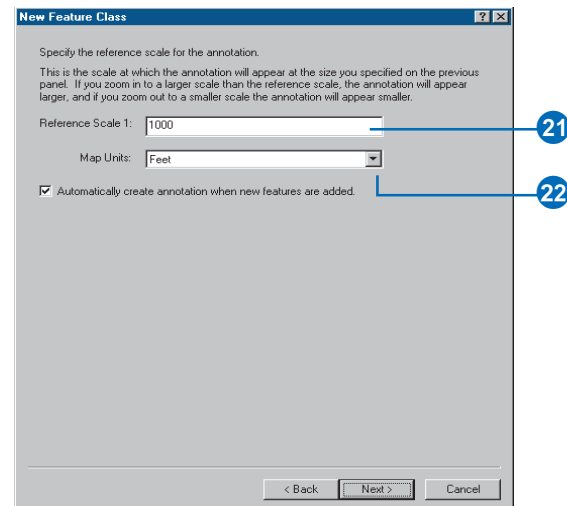 New Feature Class
? X
Specify the reference scale for the annotation.
This is the scale at which the annotation will appear at the size you specified on the previous
panel. If you zoom in to a larger scale than the reference scale, the annotation will appear
larger, and if you zoom out to a smaller scale the annotation will appear smaller.
Reference Scale 1: 1000
21
Map Units: Feet
22
Automatically create annotation when new features are added.
< Back Next > Cancel